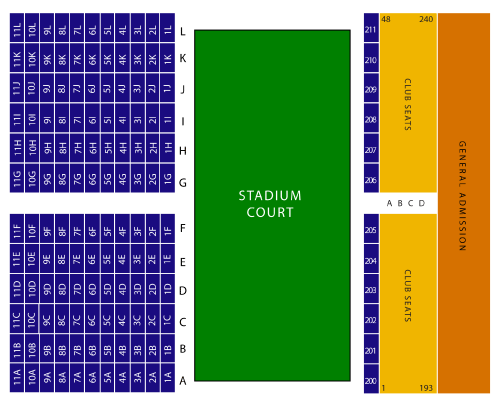 11L 10L 9L 8L 7L 6L 5L 4L 3L 2L 1L L
11K 10K 9K 8K 7K 6K 5K 4K 3K 2K 1K K
11J 10J 9J 8J 7J 6J 5J 4J 3J 2J 1J J
11I 10I 9I 8I 7I 6I 5I 4I 3I 2I 1I I
11H 10H 9H 8H 7H 6H 5H 4H 3H 2H 1H H
11G 10G 9G 8G 7G 6G 5G 4G 3G 2G 1G G
11F 10F 9F 8F 7F 6F 5F 4F 3F 2F 1F F
11E 10E 9E 8E 7E 6E 5E 4E 3E 2E 1E E
11D 10D 9D 8D 7D 6D 5D 4D 3D 2D 1D D
11C 10C 9C 8C 7C 6C 5C 4C 3C 2C 1C C
11B 10B 9B 8B 7B 6B 5B 4B 3B 2B 1B B
11A 10A 9A 8A 7A 6A 5A 4A 3A 2A 1A A
STADIUM
COURT
211
210
209
208
207
206
205
204
203
202
201
200
48 240
CLUB SEATS
A B C D
CLUB SEATS
1 193
GENERAL ADMISSION